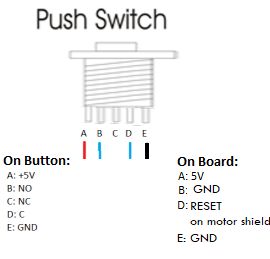 Push Switch
A B C D E
On Button:
A: +5V
B: NO
C: NC
D: C
E: GND
On Board:
A: 5V
B: GND
D: RESET
on motor shield
E: GND